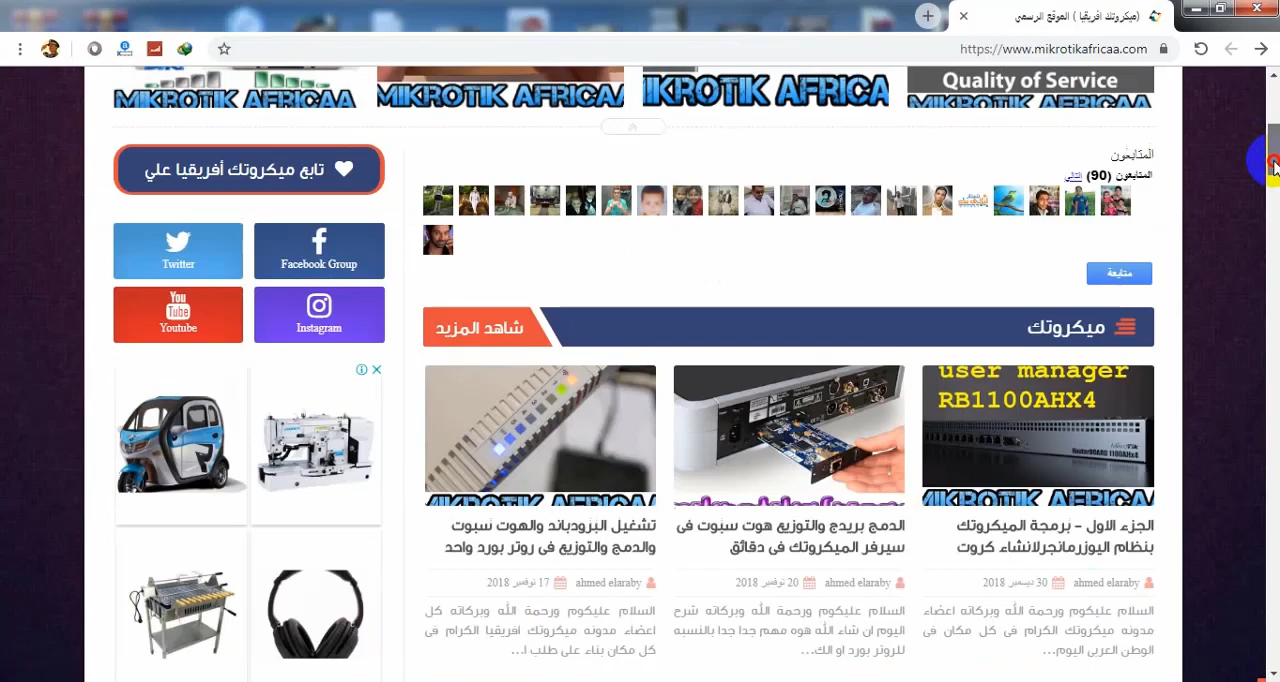 (ميكروتك افريقيا ) الموقع الرسمي
https://www.mikrotikafricaa.com
MIKROTIK AFRICAA
MIKROTIK AFRICAA
MIKROTIK AFRICAA
Quality of Service
MIKROTIK AFRICAA
المتابعون
المتابعون (90) التالي
متابعة
تابع ميكروتك أفريقيا علي
Twitter
Facebook Group
You Tube
Youtube
Instagram
ميكروتك
شاهد المزيد
user manager
RB1100AHX4
MIKROTIK AFRICAA
الجزء الاول - برمجة الميكروتك
بنظام اليوزرمانجرلانشاء كروت
ahmed elaraby
30 ديسمبر 2018
السلام عليكوم ورحمة الله وبركاته اعضاء
مدونه ميكروتك الكرام فى كل مكان فى
الوطن العربى اليوم...
الدمج بريدج والتوزيع هوت سبوت فى
سيرفر الميكروتك فى دقائق
ahmed elaraby
20 نوفمبر 2018
السلام عليكوم ورحمة الله وبركاته شرح
اليوم ان شاء الله هوه مهم جدا جدا بالنسبه
للروتر بورد او الك...
MIKROTIK AFRICAA
تشغيل البرودباند والهوت سبوت
والدمج والتوزيع فى روتر بورد واحد
ahmed elaraby
17 نوفمبر 2018
السلام عليكوم ورحمة الله وبركاته كل
اعضاء مدونه ميكروتك افريقيا الكرام فى
كل مكان بناء على طلب ا...